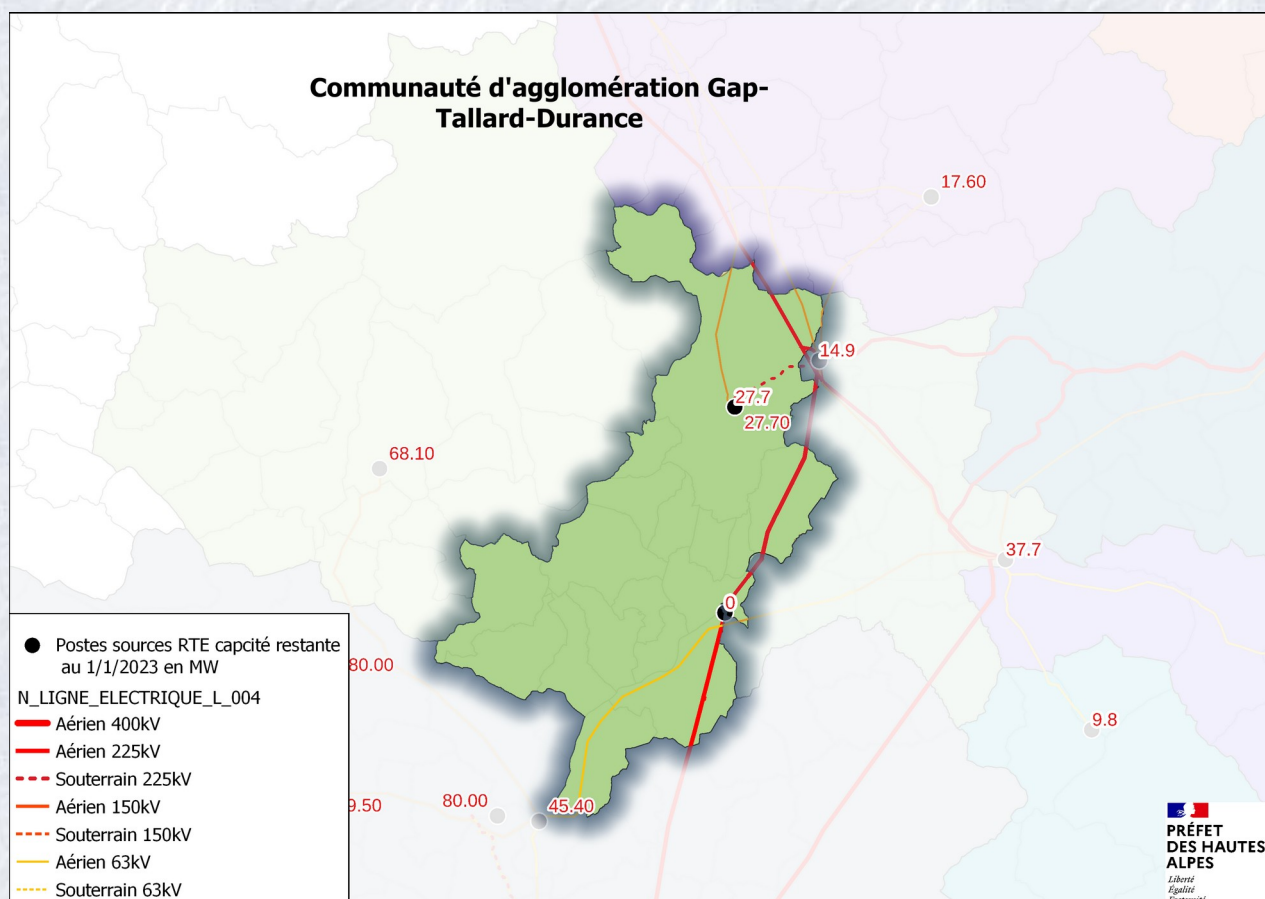 Communauté d'agglomération Gap-
Tallard-Durance
17.60
14.9
27.7
27.70
68.10
37.7
0
80.00
9.8
9.50
80.00
45.40
Postes sources RTE capcité restante
au 1/1/2023 en MW
N_LIGNE_ELECTRIQUE_L_004
Aérien 400kV
Aérien 225kV
Souterrain 225kV
Aérien 150kV
Souterrain 150kV
Aérien 63kV
Souterrain 63kV
PRÉFET
DES HAUTES
ALPES
Liberté
Égalité
Fraternité